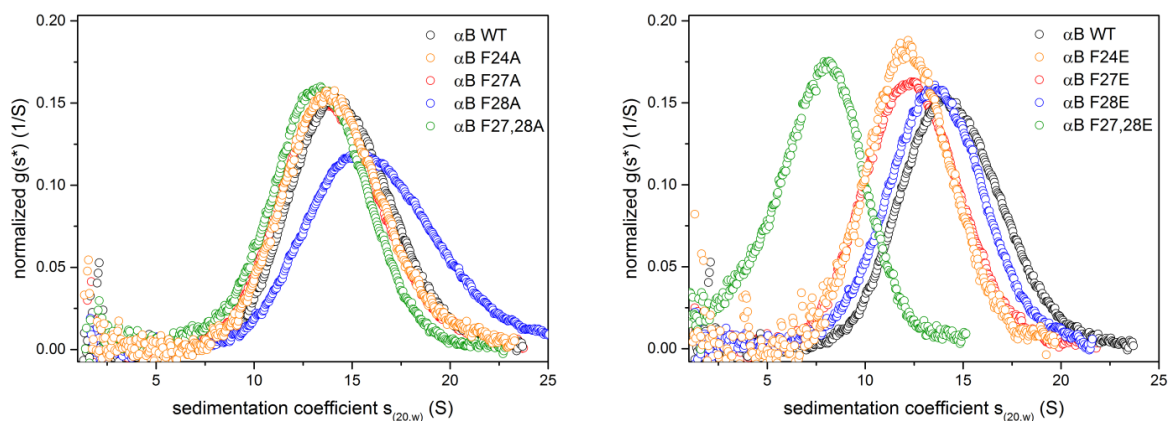 0.20
0.15
0.10
0.05
0.00
normalized g(s*) (1/S)
αB WT
αB F24A
αB F27A
αB F28A
αB F27,28A
5
10
15
20
25
sedimentation coefficient s(20,w) (S)
0.20
0.15
0.10
0.05
0.00
normalized g(s*) (1/S)
αB WT
αB F24E
αB F27E
αB F28E
αB F27,28E
5
10
15
20
25
sedimentation coefficient s(20,w) (S)